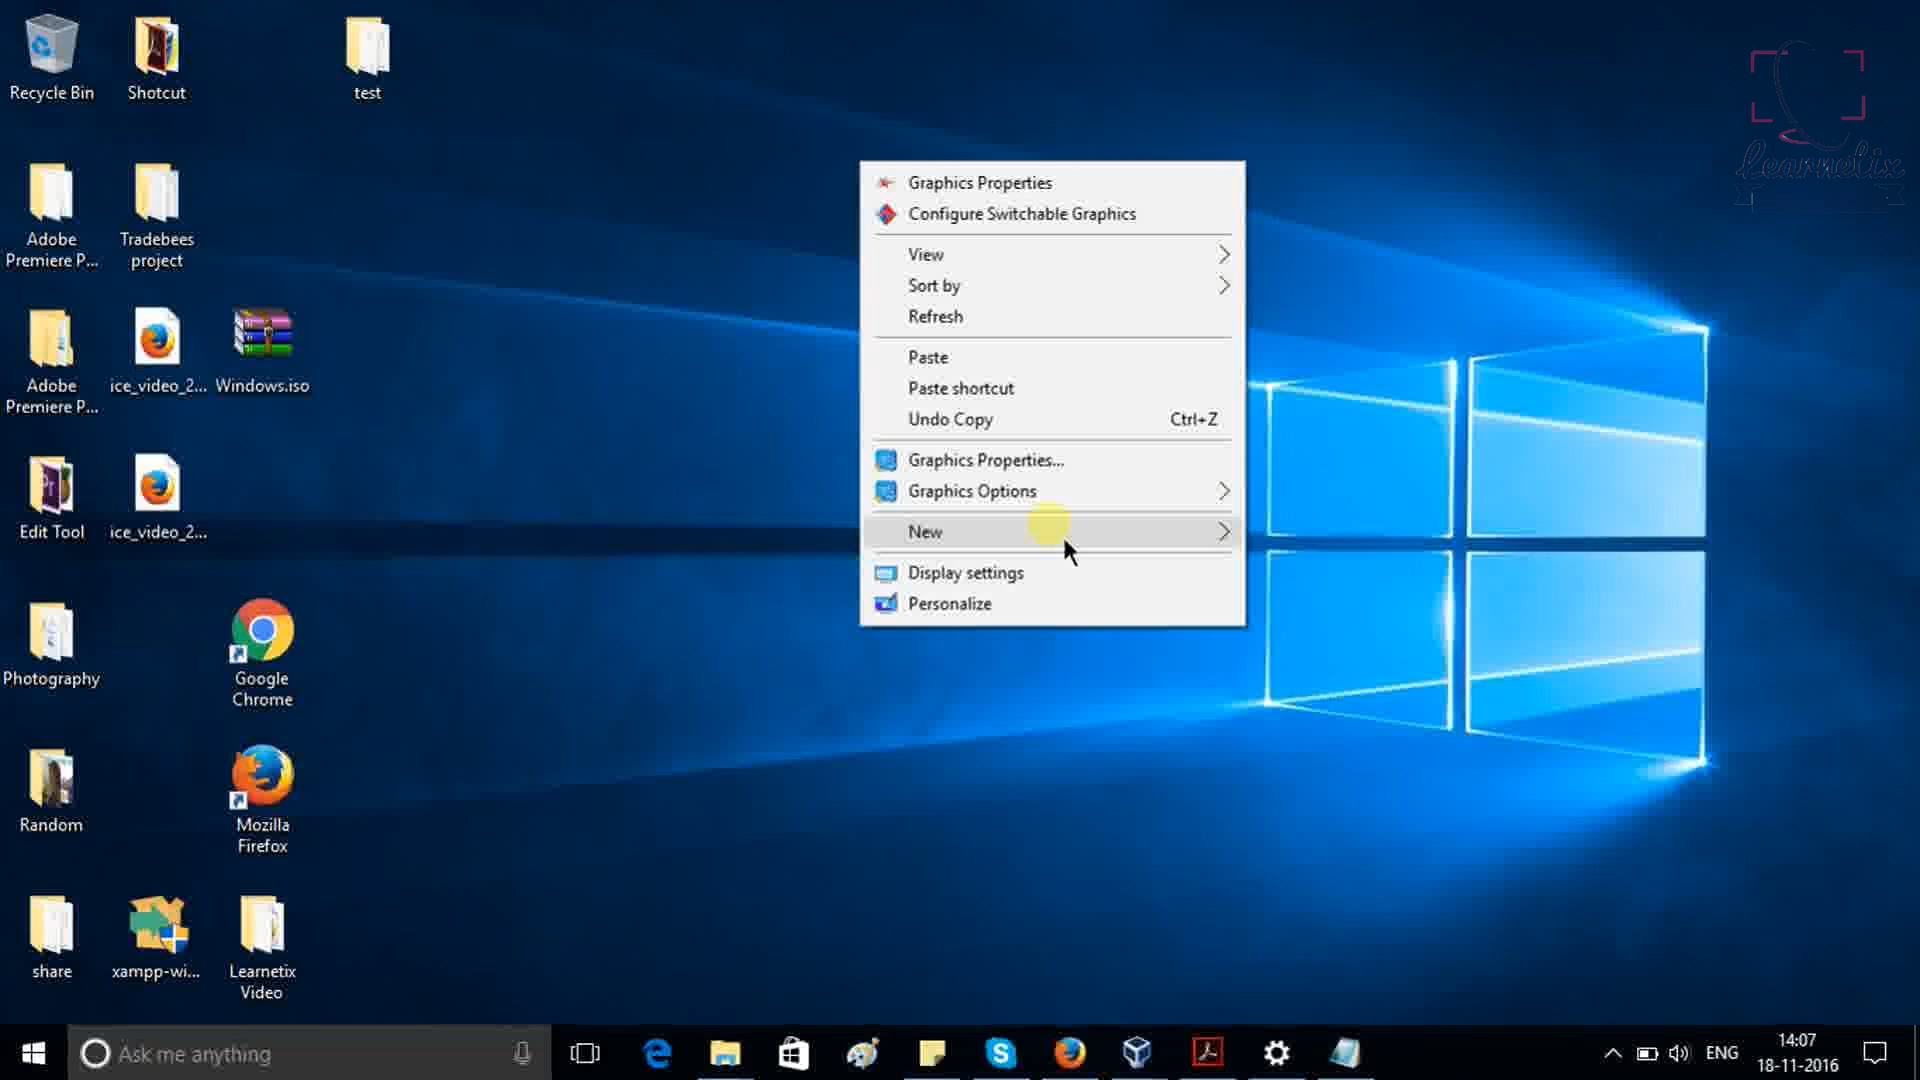 Recycle Bin
Shotcut
test
learnetix
Adobe
Premiere P...
Tradebees
project
Adobe
Premiere P...
ice_video_2...
Windows.iso
Edit Tool
ice_video_2...
Photography
Google
Chrome
Random
Mozilla
Firefox
share
xampp-wi...
Learnetix
Video
Graphics Properties
Configure Switchable Graphics
View
Sort by
Refresh
Paste
Paste shortcut
Undo Copy Ctrl+Z
Graphics Properties...
Graphics Options
New
Display settings
Personalize
Ask me anything
ENG
14:07
18-11-2016